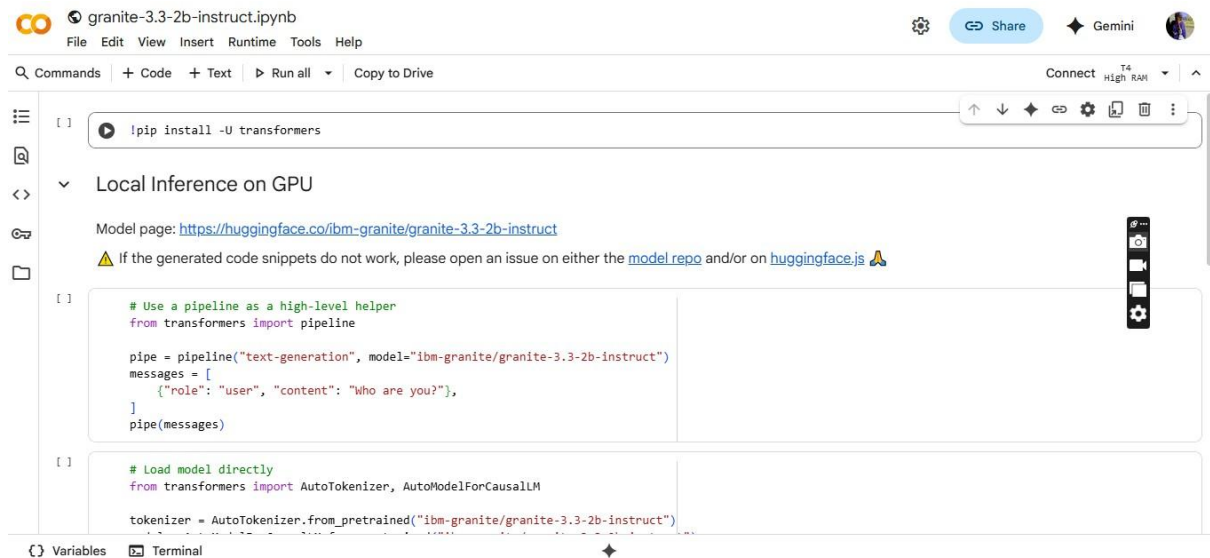 granite-3.3-2b-instruct.ipynb
File Edit View Insert Runtime Tools Help
Share
Gemini
Commands + Code + Text Run all Copy to Drive
Connect T4 High RAM
[ ] !pip install -U transformers
Local Inference on GPU
Model page: https://huggingface.co/ibm-granite/granite-3.3-2b-instruct
⚠️ If the generated code snippets do not work, please open an issue on either the model repo and/or on huggingface.js 🙏
[ ] # Use a pipeline as a high-level helper
from transformers import pipeline
pipe = pipeline("text-generation", model="ibm-granite/granite-3.3-2b-instruct")
messages = [
{"role": "user", "content": "Who are you?"},
]
pipe(messages)
[ ] # Load model directly
from transformers import AutoTokenizer, AutoModelForCausalLM
tokenizer = AutoTokenizer.from_pretrained("ibm-granite/granite-3.3-2b-instruct")
{} Variables Terminal